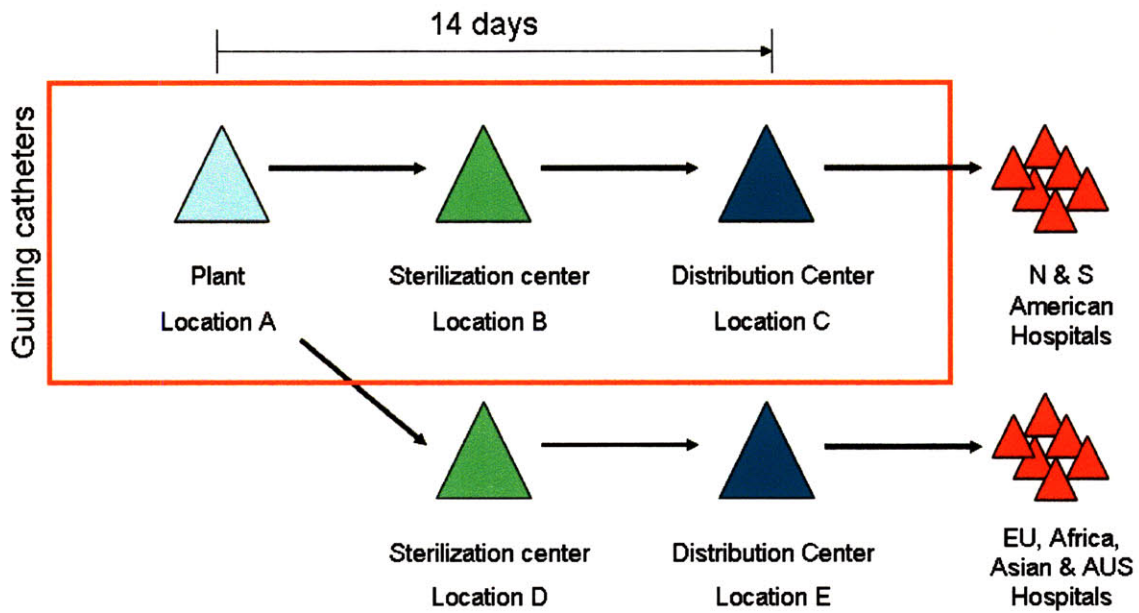 14 days
Guiding catheters
Plant
Location A
Sterilization center
Location B
Distribution Center
Location C
N & S
American
Hospitals
Sterilization center
Location D
Distribution Center
Location E
EU, Africa,
Asian & AUS
Hospitals